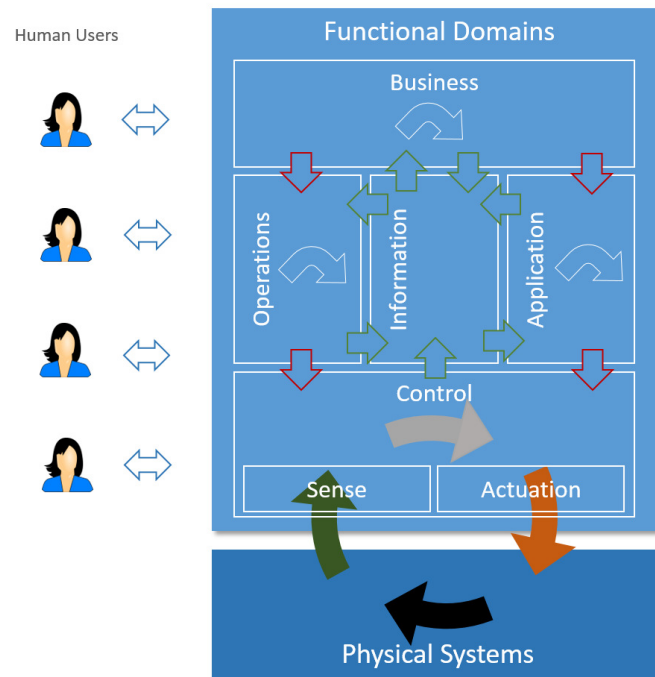 Human Users
Functional Domains
Business
Operations
Information
Application
Control
Sense
Actuation
Physical Systems